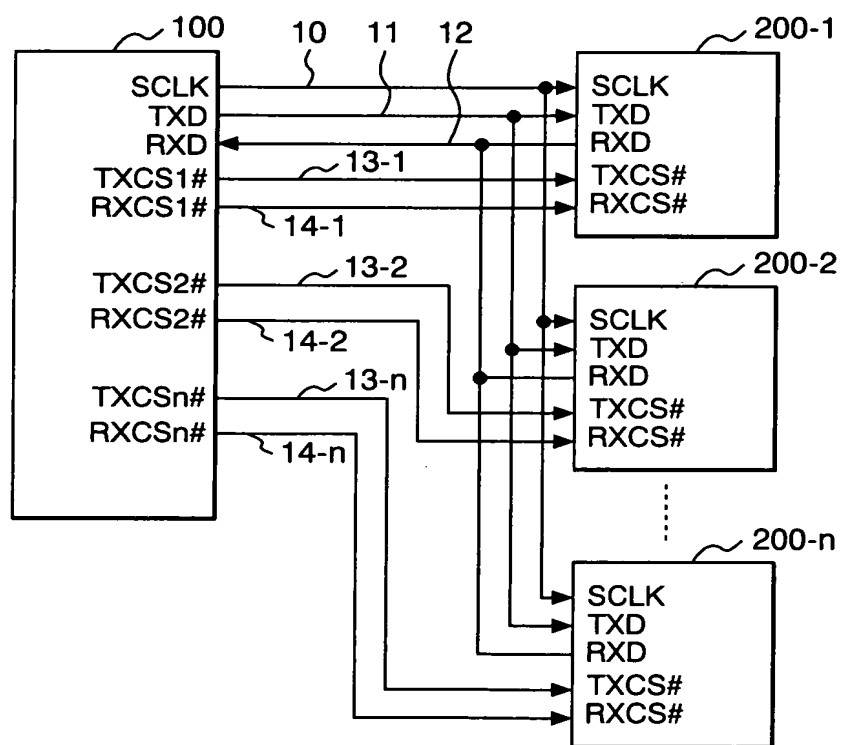 100
10
11
12
200-1
SCLK
TXD
RXD
TXCS1#
RXCS1#
13-1
14-1
SCLK
TXD
RXD
TXCS#
RXCS#
TXCS2#
RXCS2#
13-2
14-2
200-2
SCLK
TXD
RXD
TXCS#
RXCS#
TXCSn#
RXCSn#
13-n
14-n
200-n
SCLK
TXD
RXD
TXCS#
RXCS#